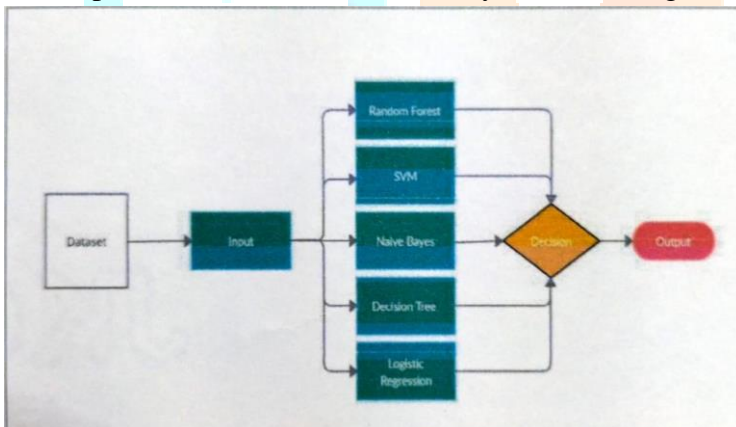 Random Forest
SVM
Dataset
Input
Naive Bayes
Decision
Output
Decision Tree
Logistic
Regression